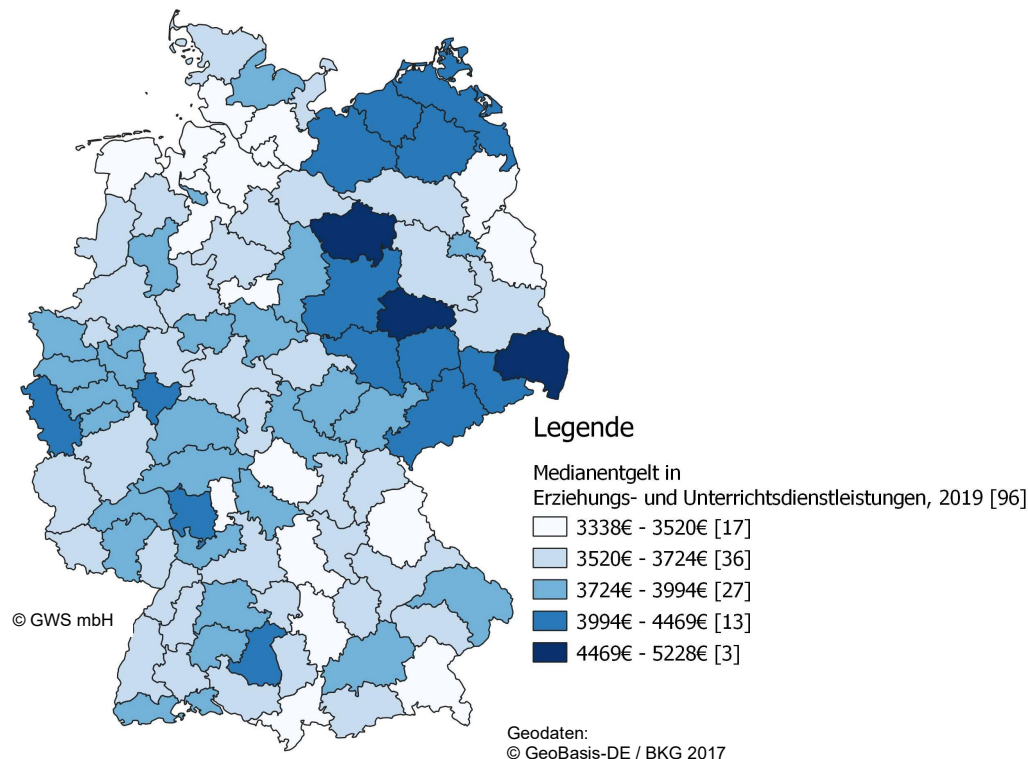 Legende
Medianentgelt in
Erziehungs- und Unterrichtsdienstleistungen, 2019 [96]
3338€ - 3520€ [17]
3520€ - 3724€ [36]
3724€ - 3994€ [27]
3994€ - 4469€ [13]
4469€ - 5228€ [3]
© GWS mbH
Geodaten:
© GeoBasis-DE / BKG 2017